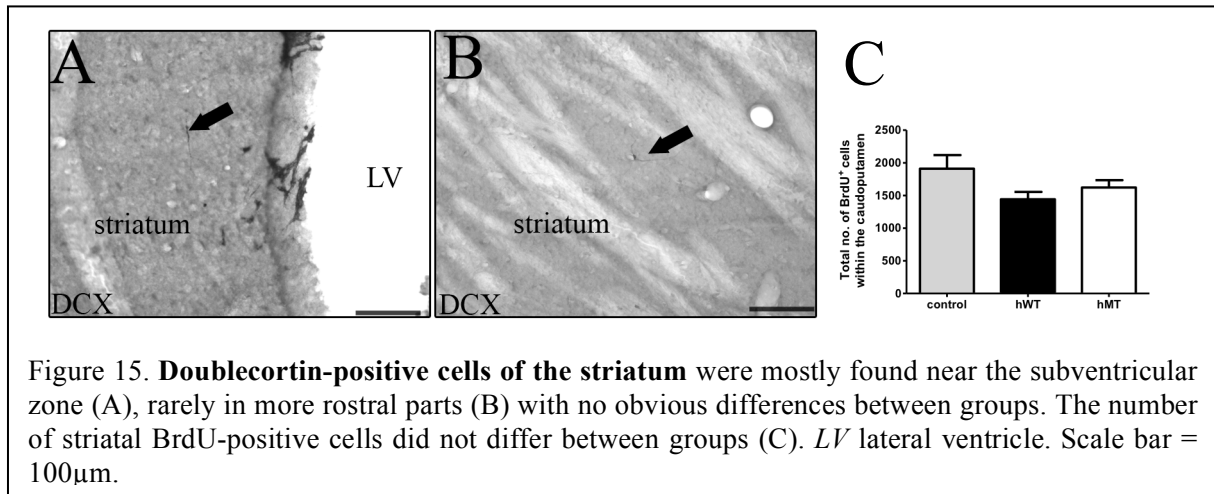 A
striatum
LV
DCX
B
striatum
DCX
C
Total no. of BrdU⁺ cells
within the caudoputamen
2500
2000
1500
1000
500
0
control hWT hMT
Figure 15. Doublecortin-positive cells of the striatum were mostly found near the subventricular
zone (A), rarely in more rostral parts (B) with no obvious differences between groups. The number
of striatal BrdU-positive cells did not differ between groups (C). LV lateral ventricle. Scale bar =
100µm.